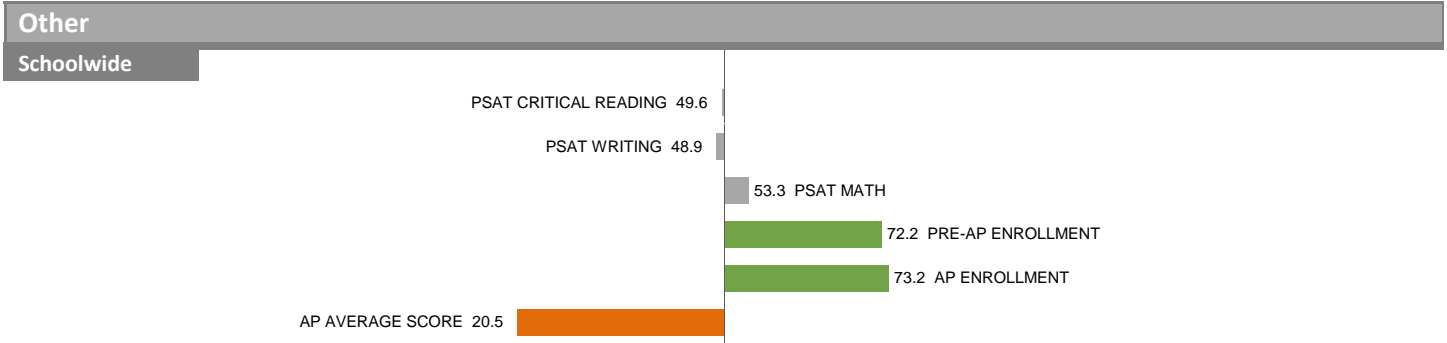 Other
Schoolwide
PSAT CRITICAL READING 49.6
PSAT WRITING 48.9
53.3 PSAT MATH
72.2 PRE-AP ENROLLMENT
73.2 AP ENROLLMENT
AP AVERAGE SCORE 20.5